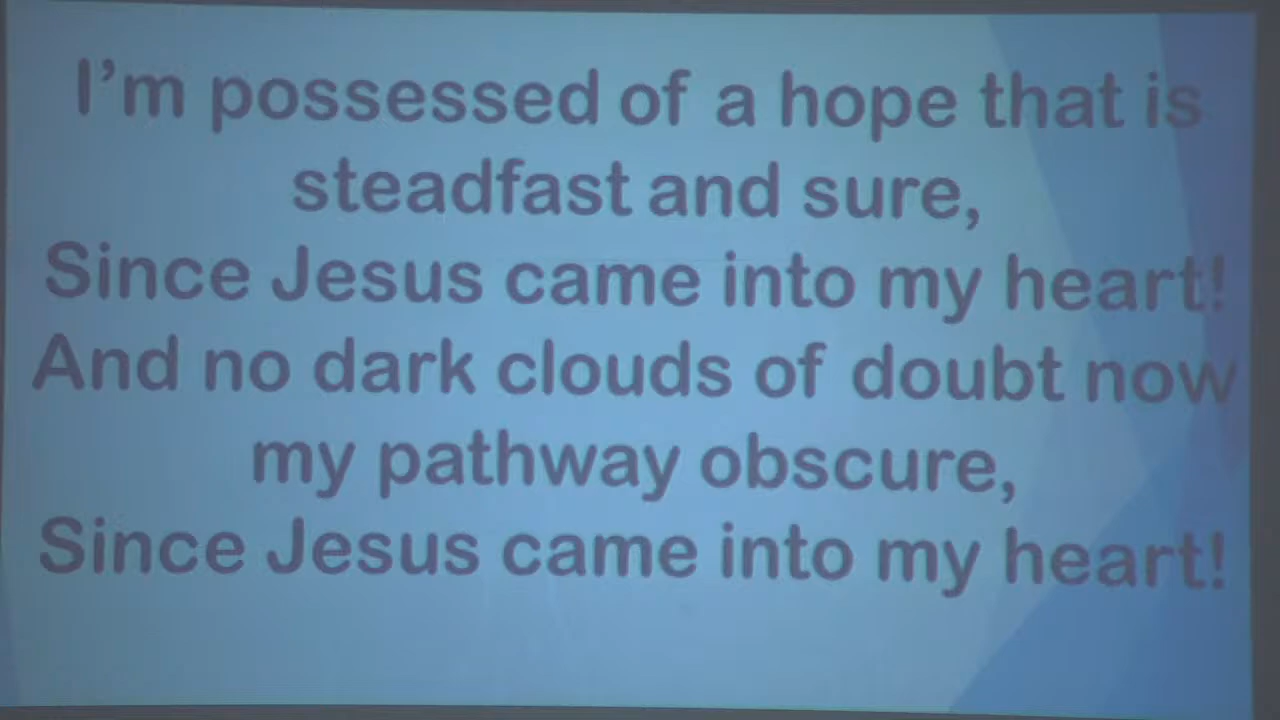 I'm possessed of a hope that is
steadfast and sure,
Since Jesus came into my heart!
And no dark clouds of doubt now
my pathway obscure,
Since Jesus came into my heart!